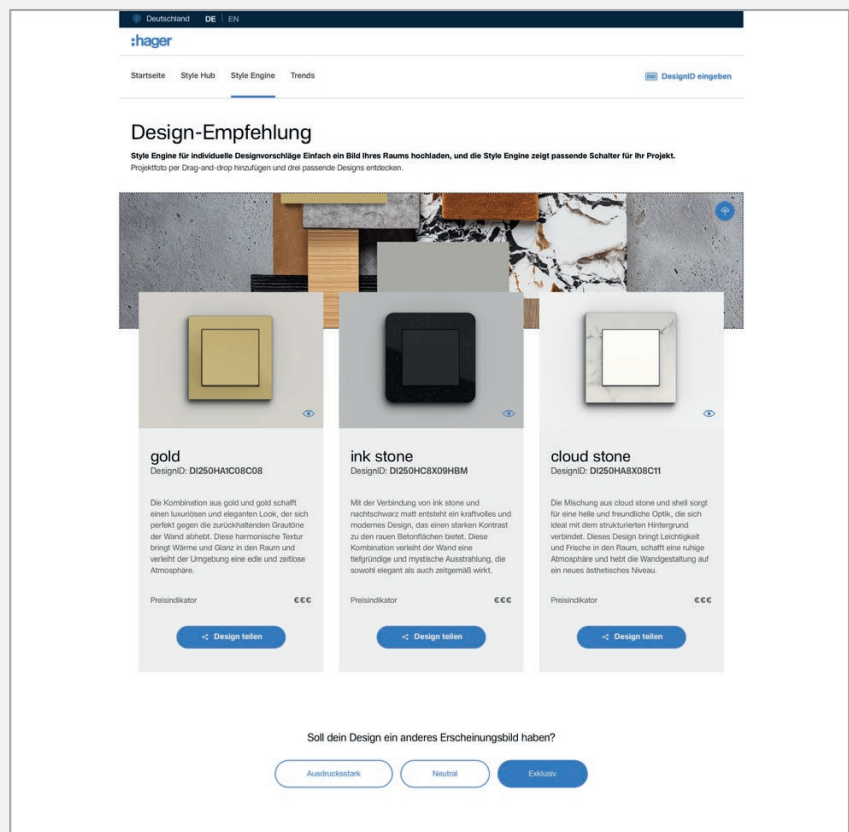 Deutschland DE EN
:hager
Startseite Style Hub Style Engine Trends DesignID eingeben
Design-Empfehlung
Style Engine für individuelle Designvorschläge Einfach ein Bild Ihres Raums hochladen, und die Style Engine zeigt passende Schalter für Ihr Projekt.
Projektfoto per Drag-and-drop hinzufügen und drei passende Designs entdecken.
gold
DesignID: DI250HA1C08C08
Die Kombination aus gold und gold schafft
einen luxuriösen und eleganten Look, der sich
perfekt gegen die zurückhaltenden Grautöne
der Wand abhebt. Diese harmonische Textur
bringt Wärme und Glanz in den Raum und
verleiht der Umgebung eine edle und zeitlose
Atmosphäre.
Preisindikator €€€
Design teilen
ink stone
DesignID: DI250HC8X09HBM
Mit der Verbindung von ink stone und
nachtschwarz matt entsteht ein kraftvolles und
modernes Design, das einen starken Kontrast
zu den rauen Betonflächen bietet. Diese
Kombination verleiht der Wand eine
tiefgründige und mystische Ausstrahlung, die
sowohl elegant als auch zeitgemäß wirkt.
Preisindikator €€€
Design teilen
cloud stone
DesignID: DI250HA8X08C11
Die Mischung aus cloud stone und shell sorgt
für eine helle und freundliche Optik, die sich
ideal mit dem strukturierten Hintergrund
verbindet. Dieses Design bringt Leichtigkeit
und Frische in den Raum, schafft eine ruhige
Atmosphäre und hebt die Wandgestaltung auf
ein neues ästhetisches Niveau.
Preisindikator €€€
Design teilen
Soll dein Design ein anderes Erscheinungsbild haben?
Ausdrucksstark Neutral Exklusiv